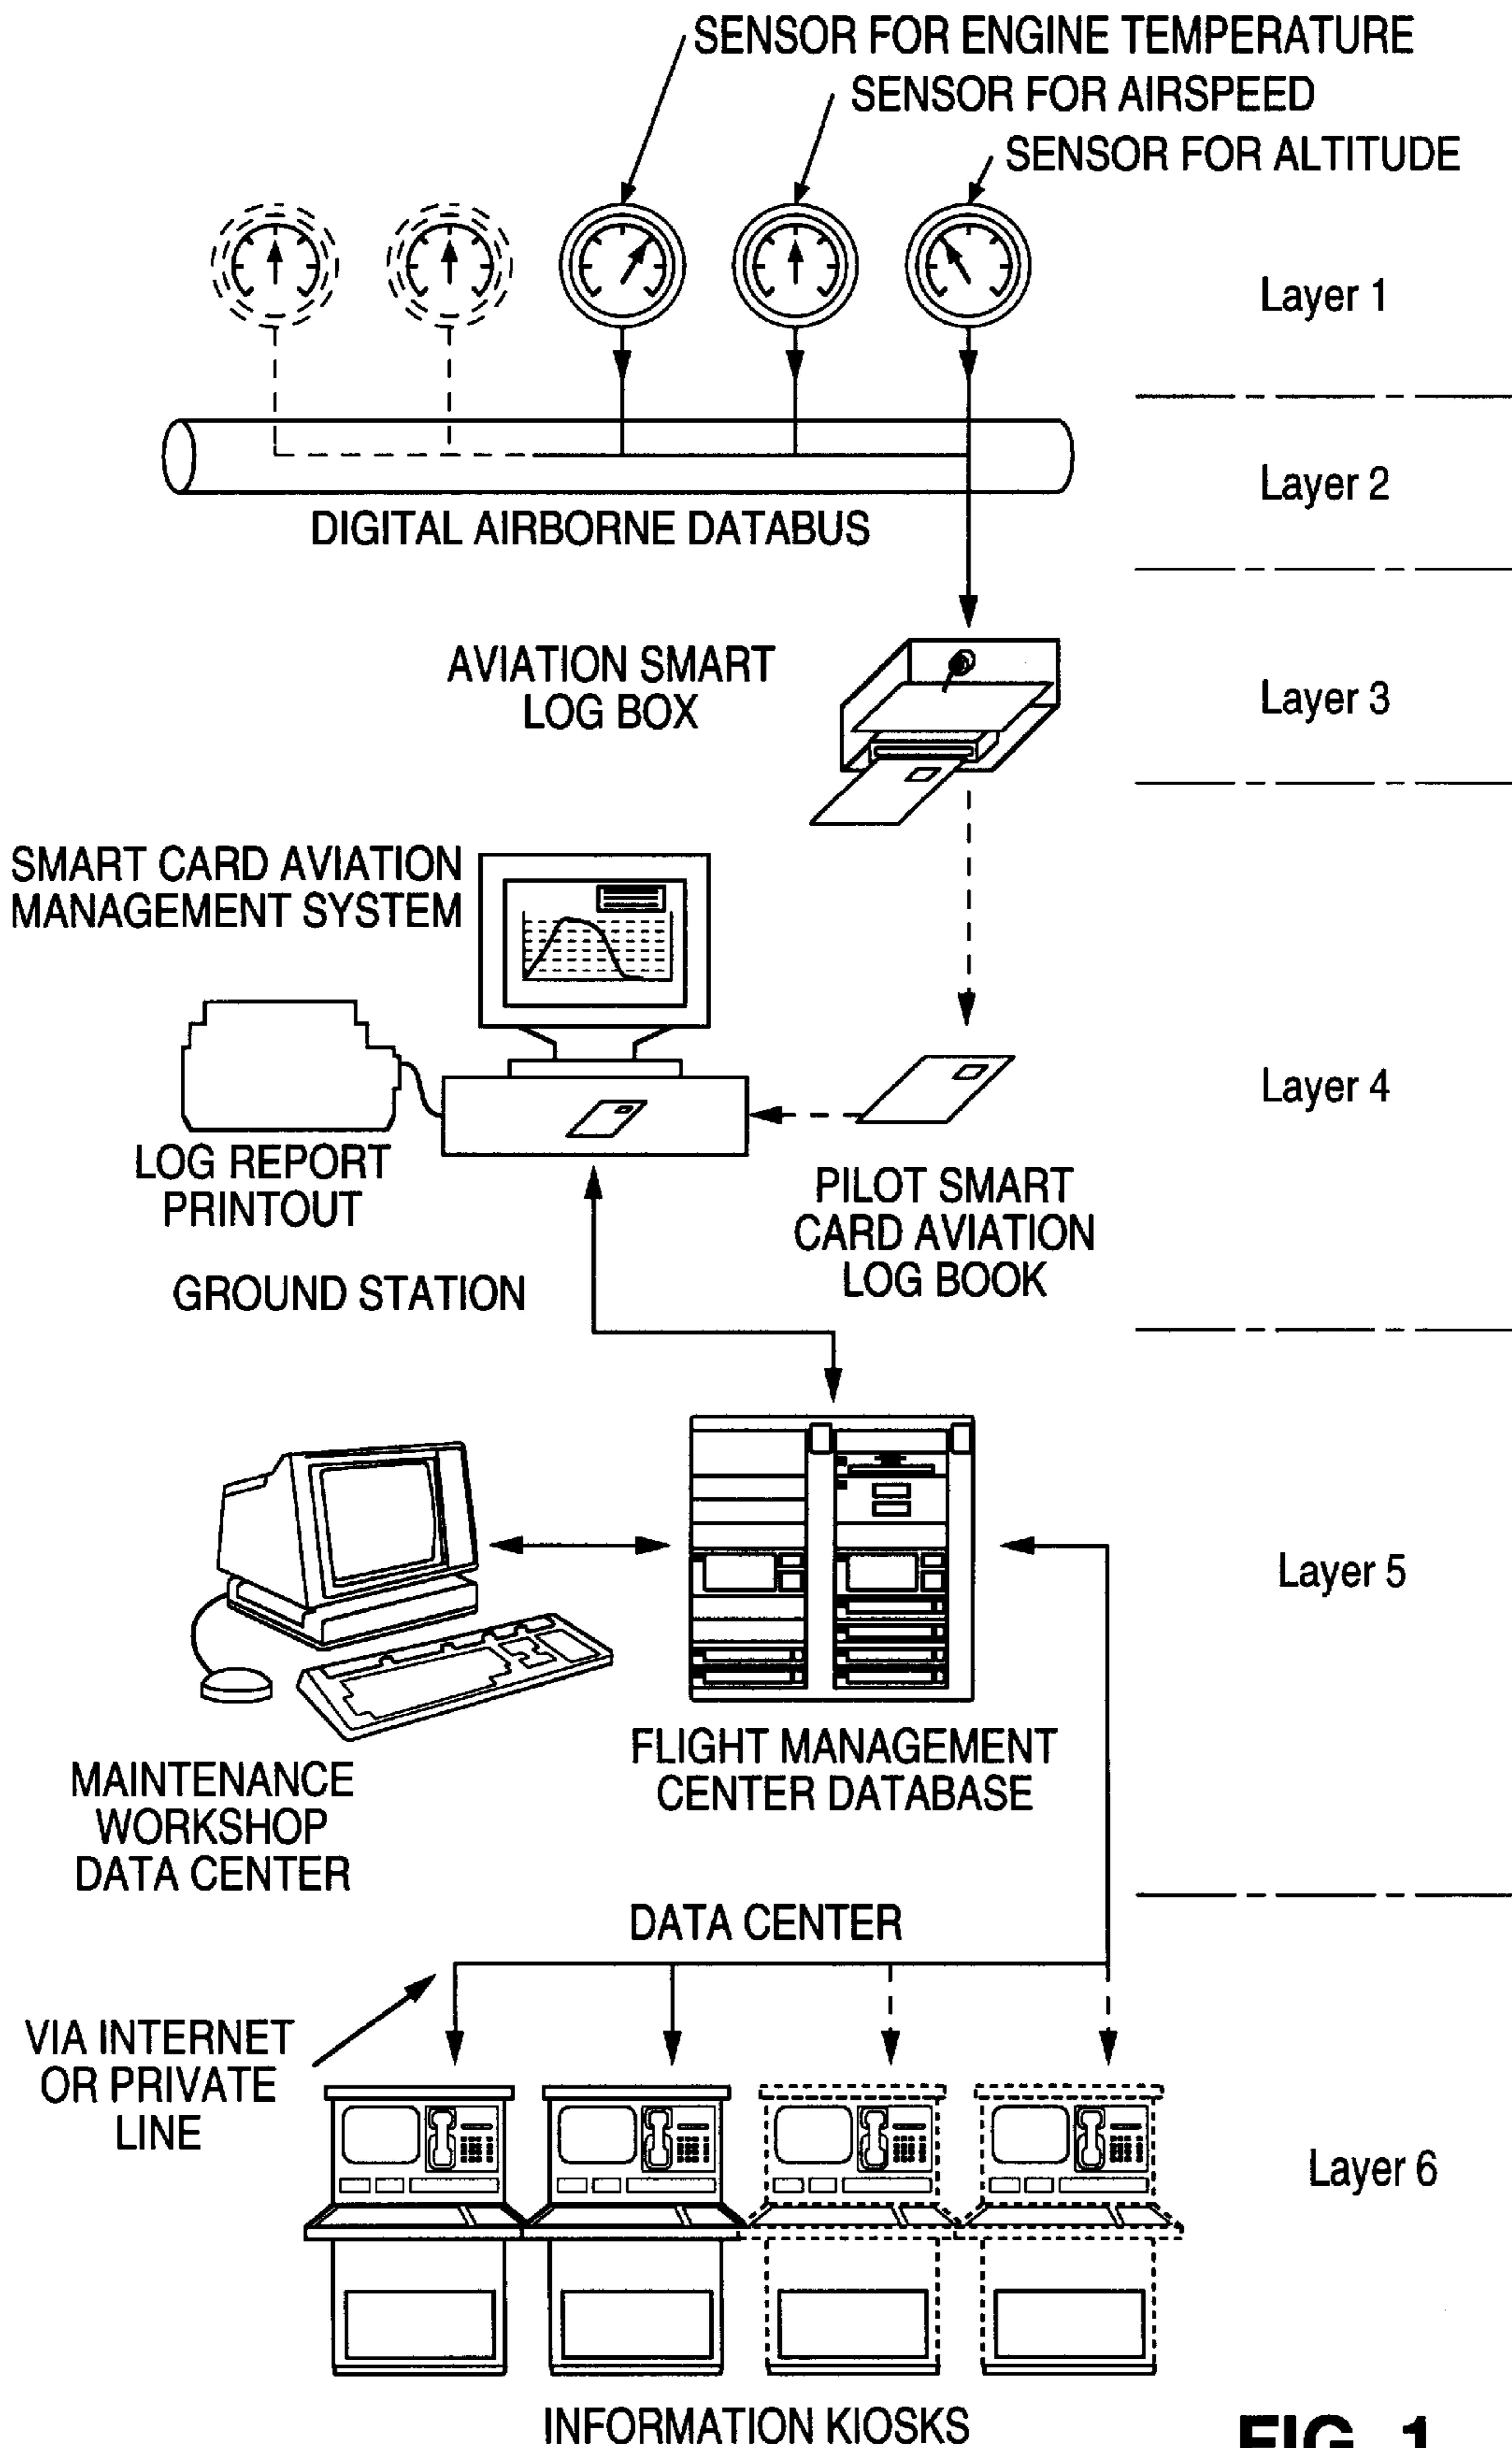 SENSOR FOR ENGINE TEMPERATURE
SENSOR FOR AIRSPEED
SENSOR FOR ALTITUDE
Layer 1
Layer 2
DIGITAL AIRBORNE DATABUS
AVIATION SMART
LOG BOX
Layer 3
SMART CARD AVIATION
MANAGEMENT SYSTEM
Layer 4
LOG REPORT
PRINTOUT
PILOT SMART
CARD AVIATION
LOG BOOK
GROUND STATION
Layer 5
FLIGHT MANAGEMENT
CENTER DATABASE
MAINTENANCE
WORKSHOP
DATA CENTER
DATA CENTER
VIA INTERNET
OR PRIVATE
LINE
Layer 6
INFORMATION KIOSKS
FIG. 1